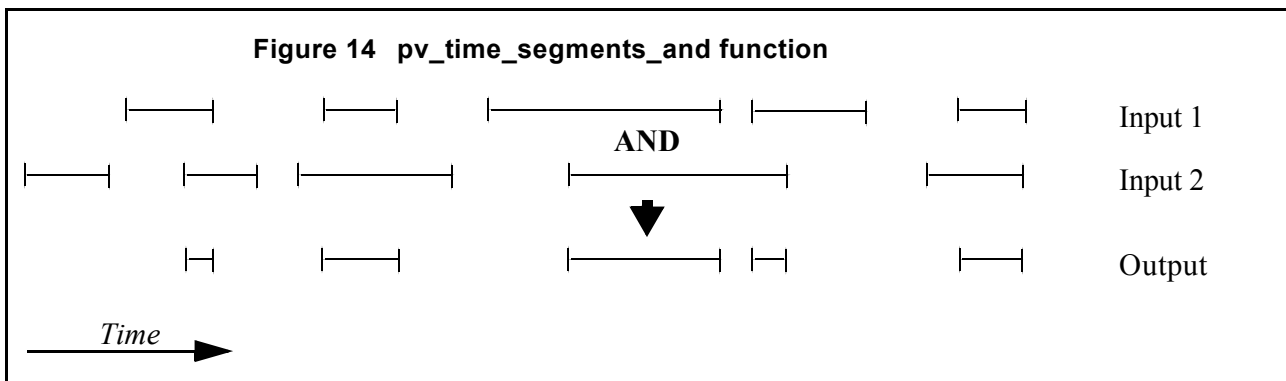 Figure 14 pv_time_segments_and function
Input 1
AND
Input 2
Output
Time